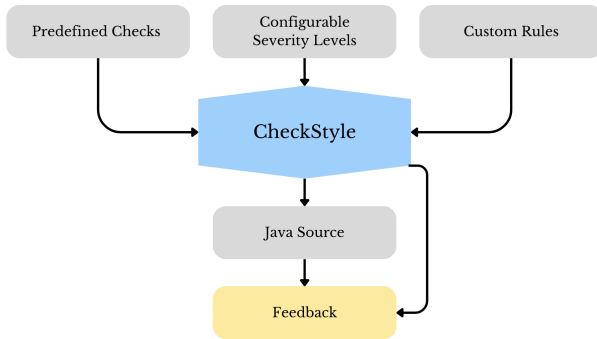 Predefined Checks
Configurable
Severity Levels
Custom Rules
CheckStyle
Java Source
Feedback